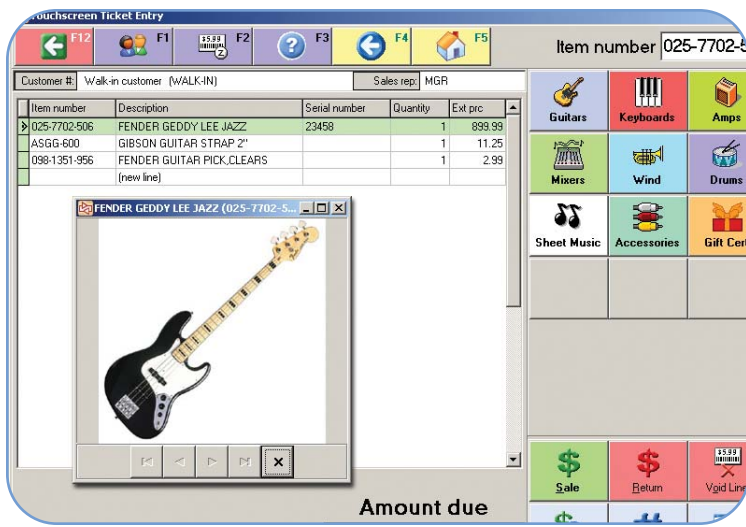 Touchscreen Ticket Entry
F12 F1 F2 F3 F4 F5
Item number 025-7702-5
Customer #: Walk-in customer (WALK-IN) Sales rep: MGR
Item number Description Serial number Quantity Ext prc
025-7702-506 FENDER GEDDY LEE JAZZ 23458 1 899.99
ASGG-600 GIBSON GUITAR STRAP 2" 1 11.25
098-1351-956 FENDER GUITAR PICK,CLEARS 1 2.99
(new line)
FENDER GEDDY LEE JAZZ (025-7702-5...
Guitars Keyboards Amps
Mixers Wind Drums
Sheet Music Accessories Gift Cert
$ $ 35.99
Sale Return Void Line
Amount due